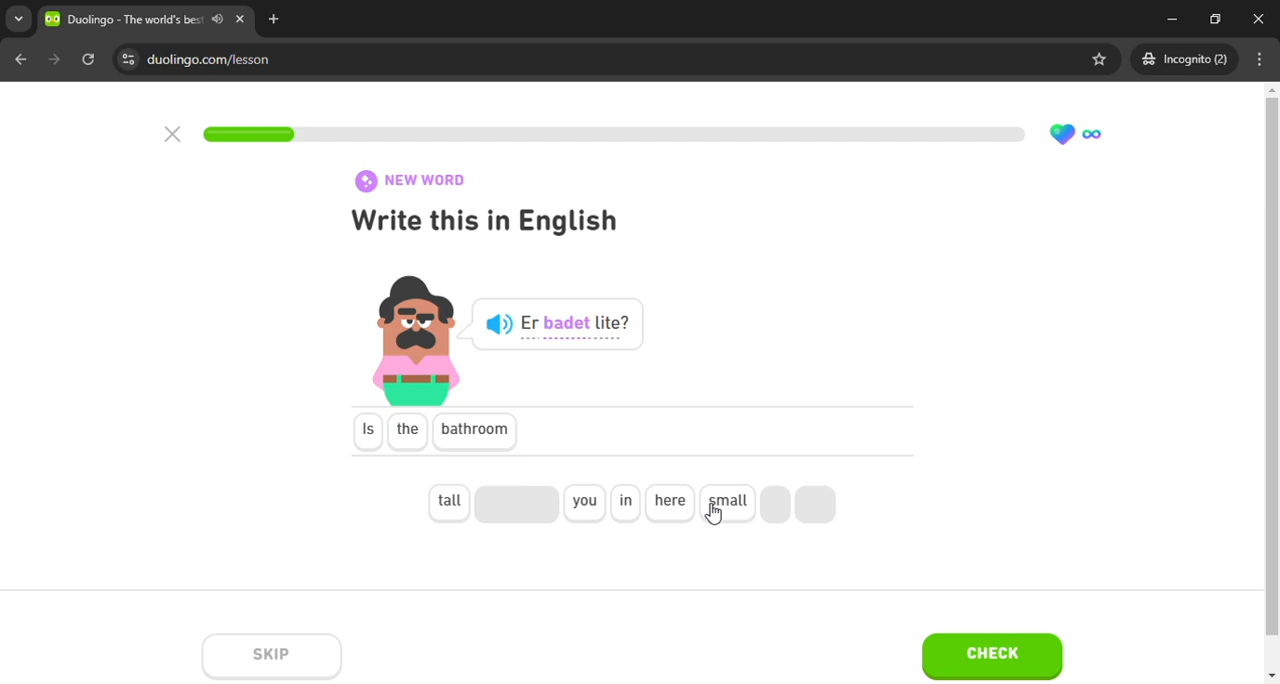 Duolingo - The world's bes
duolingo.com/lesson
Incognito (2)
NEW WORD
Write this in English
Er badet lite?
Is the bathroom
tall you in here small
SKIP
CHECK